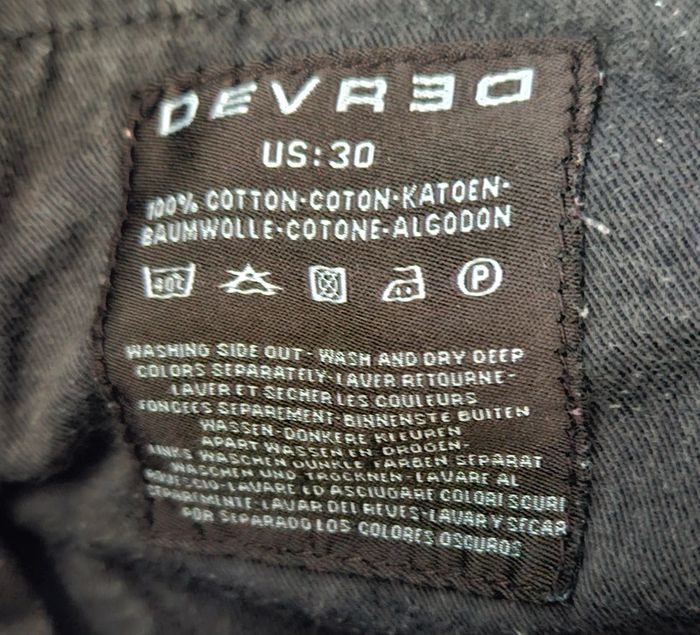 DEVRED
US:30
100% COTTON-COTON-KATOEN-
BAUMWOLLE-COTONE-ALGODON
40C
P
WASHING SIDE OUT- WASH AND DRY DEEP
COLORS SEPARATELY-LAVER RETOURNE-
LAVER ET SECHER LES COULEURS
FONCEES SEPAREMENT-BINNENSTE BUITEN
WASSEN-DONKERE KLEUREN
APART WASSEN EN DROGEN-
LINKS WASCHEN DUNKLE FARBEN SEPARAT
WASCHEN UND TROCKNEN-LAVARE AL
ROVESCIO-LAVARE ED ASCIUGARE COLORI SCURI
SEPAREMENTE-LAVAR DEL REVES-LAVAR Y SECAR
POR SEPARADO LOS COLORES OSCUROS